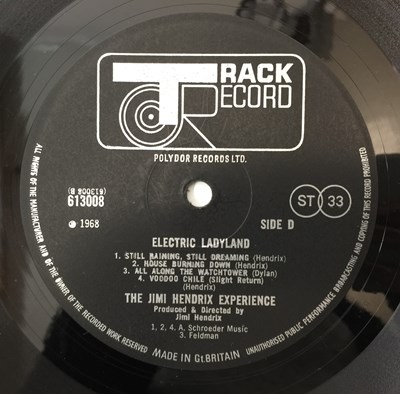 TRACK
RECORD
POLYDOR RECORDS LTD.
(613008 B)
613008
ST 33
℗ 1968
SIDE D
ELECTRIC LADYLAND
1. STILL RAINING, STILL DREAMING (Hendrix)
2. HOUSE BURNING DOWN (Hendrix)
3. ALL ALONG THE WATCHTOWER (Dylan)
4. VOODOO CHILE (Slight Return)
(Hendrix)
THE JIMI HENDRIX EXPERIENCE
Produced & Directed by
Jimi Hendrix
1, 2, 4. A. Schroeder Music
3. Feldman
ALL RIGHTS OF THE MANUFACTURER AND OF THE OWNER OF THE RECORDED WORK RESERVED
MADE IN Gt. BRITAIN
UNAUTHORISED PUBLIC PERFORMANCE BROADCASTING AND COPYING OF THIS RECORD PROHIBITED